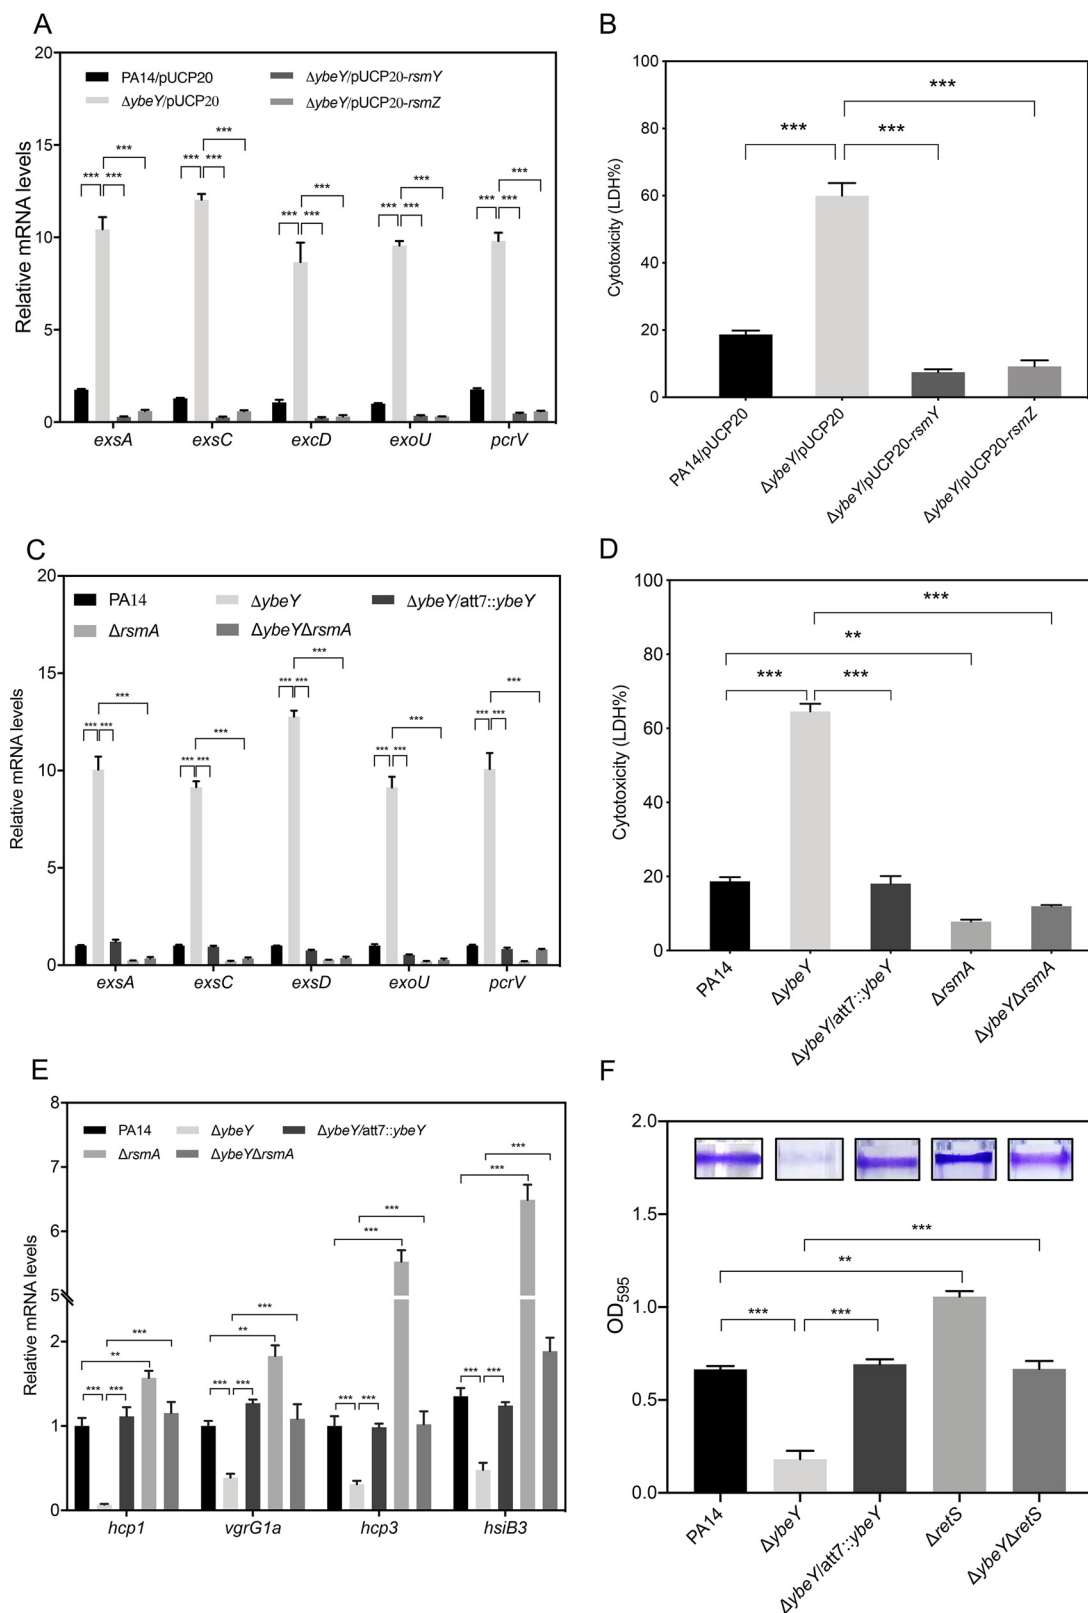 A
20
15
10
5
0
Relative mRNA levels
PA14/pUCP20
ΔybeY/pUCP20
ΔybeY/pUCP20-rsmY
ΔybeY/pUCP20-rsmZ
*** *** ***
*** *** ***
*** *** ***
*** *** ***
*** *** ***
exsA exsC excD exoU pcrV
B
100
80
60
40
20
0
Cytotoxicity (LDH%)
***
*** ***
PA14/pUCP20
ΔybeY/pUCP20
ΔybeY/pUCP20-rsmY
ΔybeY/pUCP20-rsmZ
C
20
15
10
5
0
Relative mRNA levels
PA14 ΔybeY ΔybeY/att7::ybeY
ΔrsmA ΔybeYΔrsmA
*** *** ***
*** *** ***
*** *** ***
*** *** ***
*** *** ***
exsA exsC exsD exoU pcrV
D
100
80
60
40
20
0
Cytotoxicity (LDH%)
***
**
*** ***
PA14
ΔybeY
ΔybeY/att7::ybeY
ΔrsmA
ΔybeYΔrsmA
E
8
7
6
5
2
1
0
Relative mRNA levels
PA14 ΔybeY ΔybeY/att7::ybeY
ΔrsmA ΔybeYΔrsmA
*** ** *** ***
*** ** *** ***
*** *** *** ***
*** *** *** ***
hcp1 vgrG1a hcp3 hsiB3
F
2.0
1.5
1.0
0.5
0.0
OD595
***
**
*** ***
PA14
ΔybeY
ΔybeY/att7::ybeY
ΔretS
ΔybeYΔretS